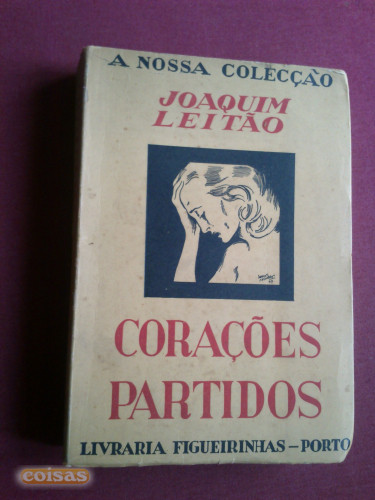 A NOSSA COLECÇÃO
JOAQUIM
LEITÃO
CORAÇÕES
PARTIDOS
LIVRARIA FIGUEIRINHAS-PORTO
coisas